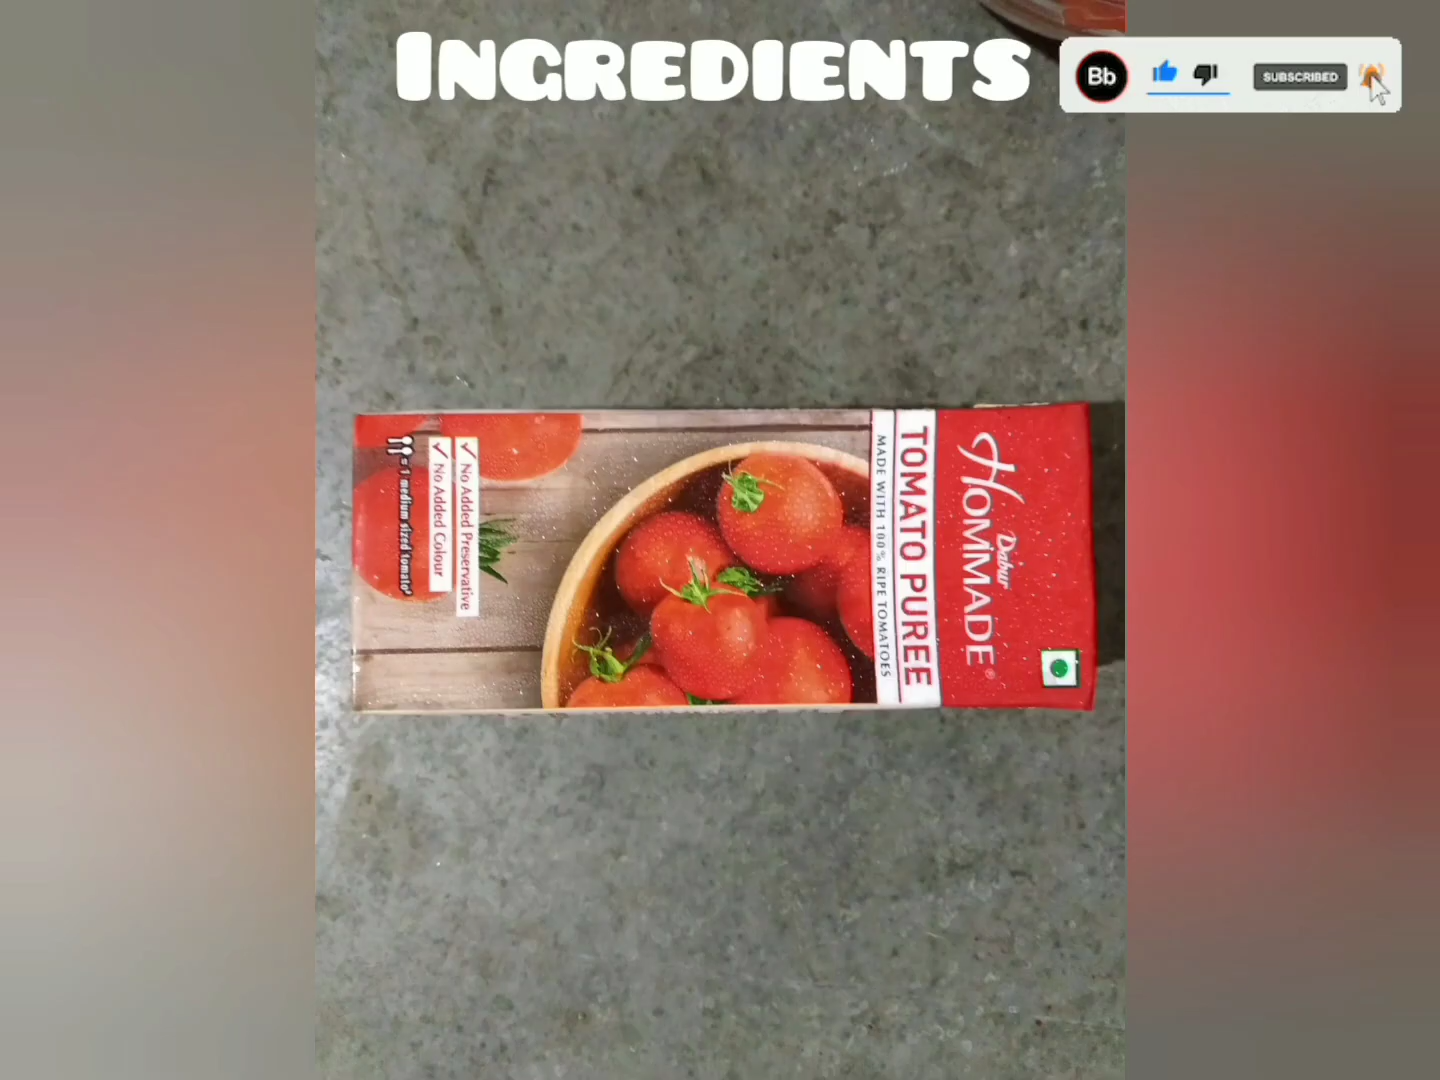 INGREDIENTS
Bb
SUBSCRIBED
Dabur
HOMMADE®
TOMATO PUREE
MADE WITH 100% RIPE TOMATOES
✓ No Added Preservative
✓ No Added Colour
= 1 medium sized tomato*